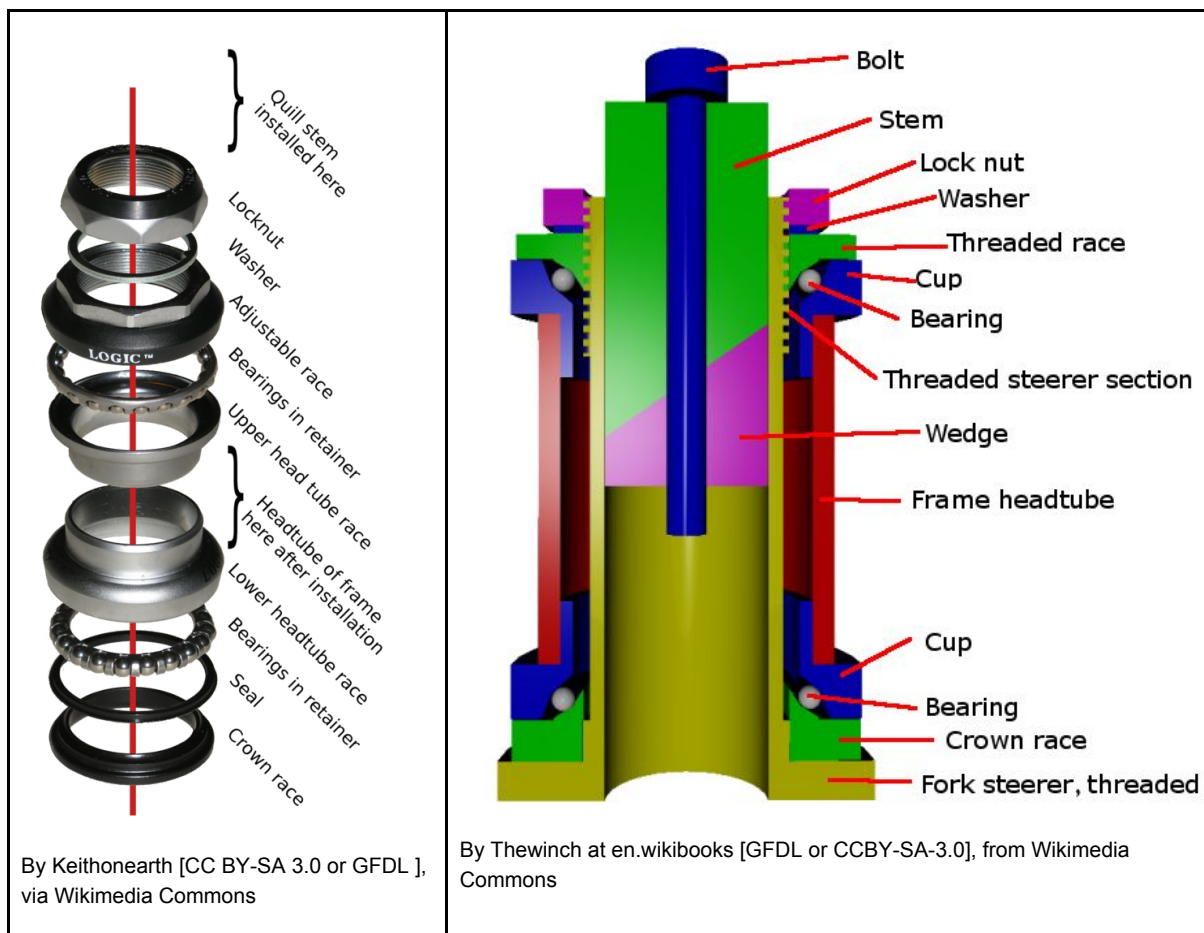 Quill stem
installed here
Locknut
Washer
Adjustable race
LOGIC™
Bearings in retainer
Upper head tube race
Headtube of frame
here after installation
Lower headtube race
Bearings in retainer
Seal
Crown race
By Keithonearth [CC BY-SA 3.0 or GFDL ],
via Wikimedia Commons
Bolt
Stem
Lock nut
Washer
Threaded race
Cup
Bearing
Threaded steerer section
Wedge
Frame headtube
Cup
Bearing
Crown race
Fork steerer, threaded
By Thewinch at en.wikibooks [GFDL or CCBY-SA-3.0], from Wikimedia
Commons